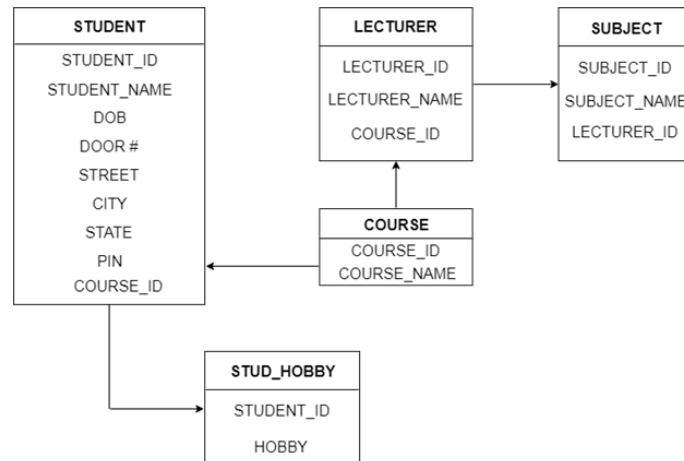 STUDENT
STUDENT_ID
STUDENT_NAME
DOB
DOOR #
STREET
CITY
STATE
PIN
COURSE_ID
LECTURER
LECTURER_ID
LECTURER_NAME
COURSE_ID
SUBJECT
SUBJECT_ID
SUBJECT_NAME
LECTURER_ID
COURSE
COURSE_ID
COURSE_NAME
STUD_HOBBY
STUDENT_ID
HOBBY